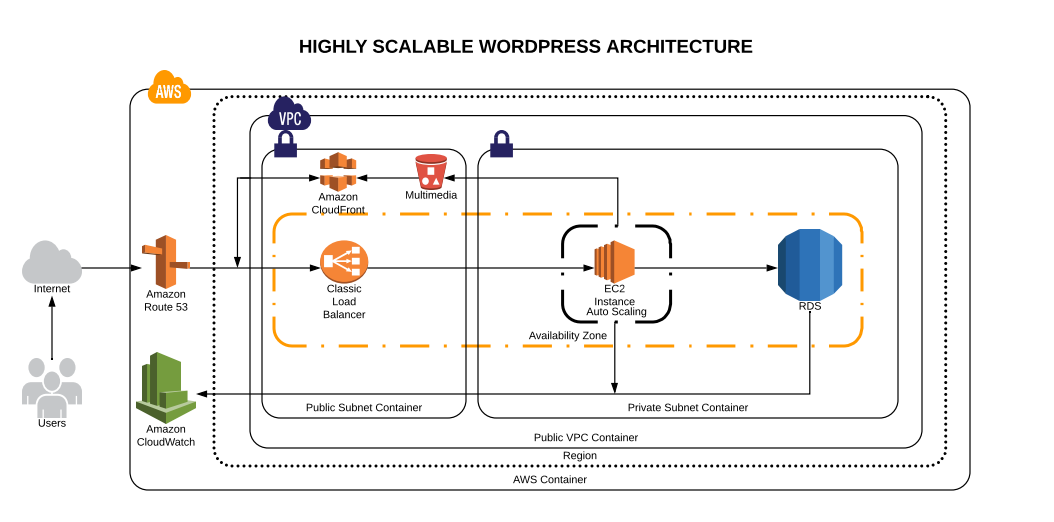 HIGHLY SCALABLE WORDPRESS ARCHITECTURE
AWS
VPC
Amazon
CloudFront
Multimedia
Internet
Amazon
Route 53
Classic
Load
Balancer
EC2
Instance
Auto Scaling
RDS
Availability Zone
Users
Amazon
CloudWatch
Public Subnet Container
Private Subnet Container
Public VPC Container
Region
AWS Container